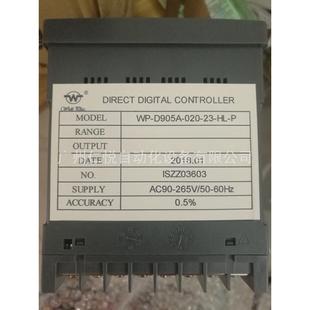 DIRECT DIGITAL CONTROLLER
MODEL WP-D905A-020-23-HL-P
RANGE
OUTPUT
DATE 2018.01
NO. ISZZ03603
SUPPLY AC90-265V/50-60Hz
ACCURACY 0.5%